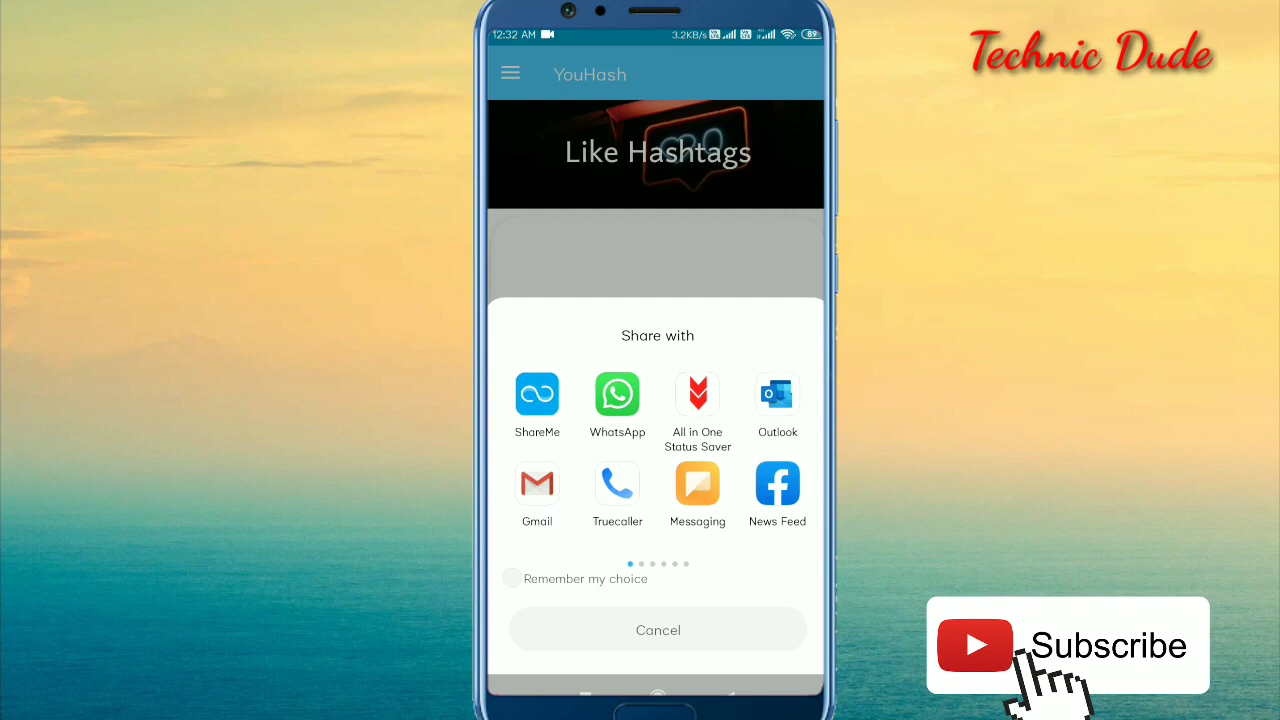 12:32 AM
3.2KB/s
89
Technic Dude
YouHash
Like Hashtags
Share with
ShareMe
WhatsApp
All in One
Status Saver
Outlook
Gmail
Truecaller
Messaging
News Feed
Remember my choice
Cancel
Subscribe